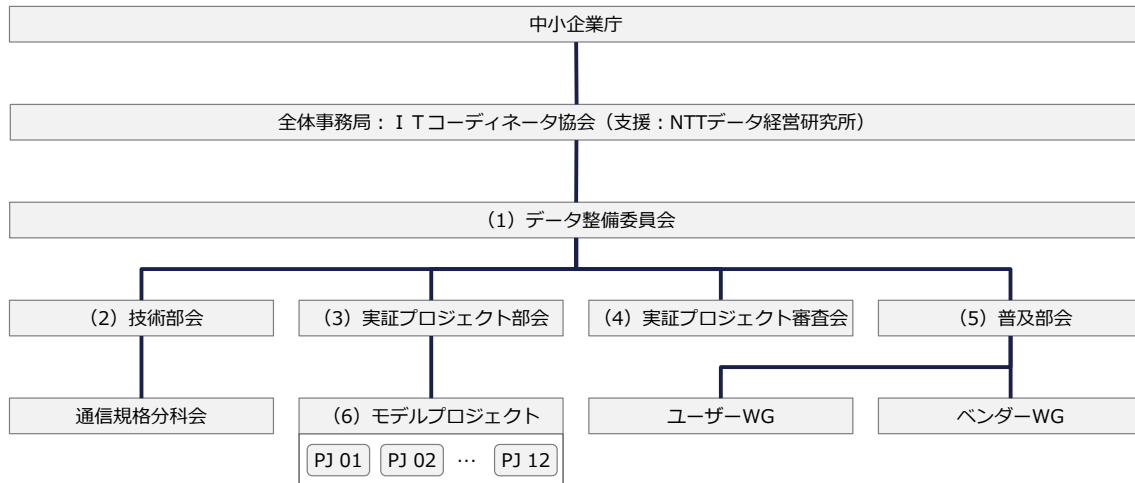 中小企業庁
全体事務局：ＩＴコーディネータ協会（支援：NTTデータ経営研究所）
（1）データ整備委員会
（2）技術部会
（3）実証プロジェクト部会
（4）実証プロジェクト審査会
（5）普及部会
通信規格分科会
（6）モデルプロジェクト
ユーザーWG
ベンダーWG
PJ 01 PJ 02 … PJ 12